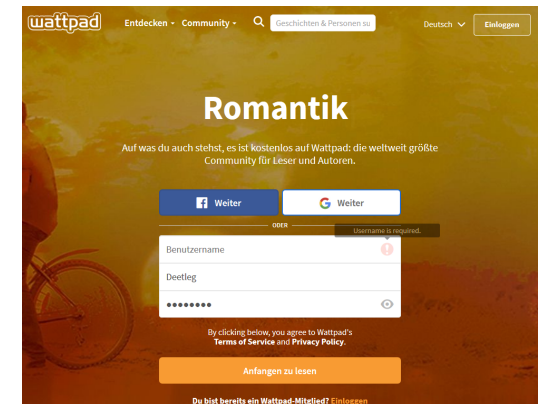 wattpad
Entdecken Community Geschichten & Personen su Deutsch Einloggen
Romantik
Auf was du auch stehst, es ist kostenlos auf Wattpad: die weltweit größte
Community für Leser und Autoren.
Weiter Weiter
ODER
Username is required.
Benutzername
Deetleg
By clicking below, you agree to Wattpad's
Terms of Service and Privacy Policy.
Anfangen zu lesen
Du bist bereits ein Wattpad-Mitglied? Einloggen